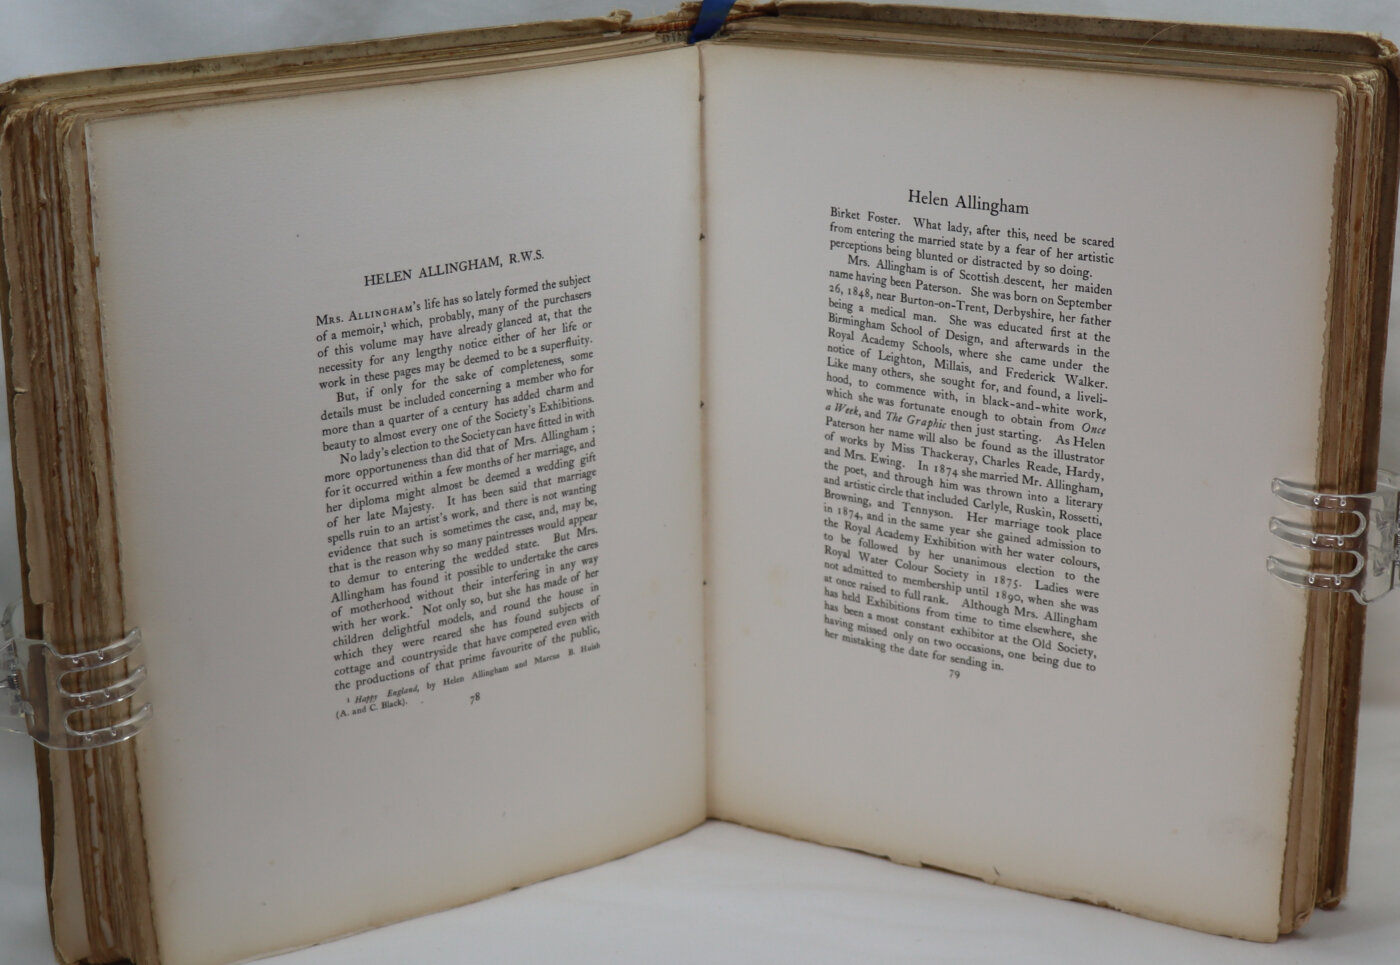 HELEN ALLINGHAM, R.W.S.
MRS. ALLINGHAM's life has so lately formed the subject
of a memoir,¹ which, probably, many of the purchasers
of this volume may have already glanced at, that the
necessity for any lengthy notice either of her life or
work in these pages may be deemed to be a superfluity.
But, if only for the sake of completeness, some
details must be included concerning a member who for
more than a quarter of a century has added charm and
beauty to almost every one of the Society's Exhibitions.
No lady's election to the Society can have fitted in with
more opportuneness than did that of Mrs. Allingham ;
for it occurred within a few months of her marriage, and
her diploma might almost be deemed a wedding gift
of her late Majesty. It has been said that marriage
spells ruin to an artist's work, and there is not wanting
evidence that such is sometimes the case, and, may be,
that is the reason why so many paintresses would appear
to demur to entering the wedded state. But Mrs.
Allingham has found it possible to undertake the cares
of motherhood without their interfering in any way
with her work. Not only so, but she has made of her
children delightful models, and round the house in
which they were reared she has found subjects of
cottage and countryside that have competed even with
the productions of that prime favourite of the public,
¹ Happy England, by Helen Allingham and Marcus B. Huish
(A. and C. Black).
78
Helen Allingham
Birket Foster. What lady, after this, need be scared
from entering the married state by a fear of her artistic
perceptions being blunted or distracted by so doing.
Mrs. Allingham is of Scottish descent, her maiden
name having been Paterson. She was born on September
26, 1848, near Burton-on-Trent, Derbyshire, her father
being a medical man. She was educated first at the
Birmingham School of Design, and afterwards in the
Royal Academy Schools, where she came under the
notice of Leighton, Millais, and Frederick Walker.
Like many others, she sought for, and found, a liveli-
hood, to commence with, in black-and-white work,
which she was fortunate enough to obtain from Once
a Week, and The Graphic then just starting. As Helen
Paterson her name will also be found as the illustrator
of works by Miss Thackeray, Charles Reade, Hardy,
and Mrs. Ewing. In 1874 she married Mr. Allingham,
the poet, and through him was thrown into a literary
and artistic circle that included Carlyle, Ruskin, Rossetti,
Browning, and Tennyson. Her marriage took place
in 1874, and in the same year she gained admission to
the Royal Academy Exhibition with her water colours,
to be followed by her unanimous election to the
Royal Water Colour Society in 1875. Ladies were
not admitted to membership until 1890, when she was
at once raised to full rank. Although Mrs. Allingham
has held Exhibitions from time to time elsewhere, she
has been a most constant exhibitor at the Old Society,
having missed only on two occasions, one being due to
her mistaking the date for sending in.
79